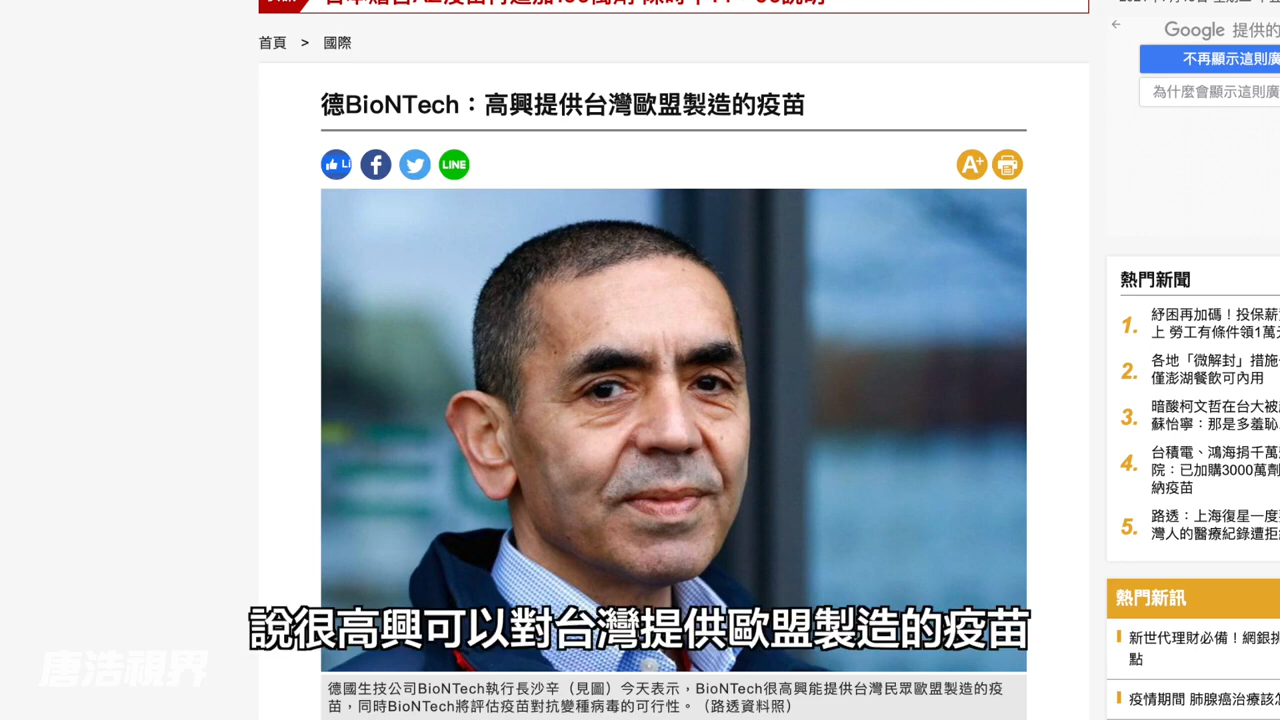 首頁 > 國際
Google 提供的
不再顯示這則廣
為什麼會顯示這則廣
德BioNTech：高興提供台灣歐盟製造的疫苗
LINE
A+
熱門新聞
1. 紓困再加碼！投保薪
上 勞工有條件領1萬
2. 各地「微解封」措施
僅澎湖餐飲可內用
3. 暗酸柯文哲在台大被
蘇怡寧：那是多羞恥
4. 台積電、鴻海捐千萬
院：已加購3000萬劑
納疫苗
5. 路透：上海復星一度
灣人的醫療紀錄遭拒
熱門新訊
新世代理財必備！網銀
點
疫情期間 肺腺癌治療該
說很高興可以對台灣提供歐盟製造的疫苗
唐浩視界
德國生技公司BioNTech執行長沙辛（見圖）今天表示，BioNTech很高興能提供台灣民眾歐盟製造的疫
苗，同時BioNTech將評估疫苗對抗變種病毒的可行性。（路透資料照）